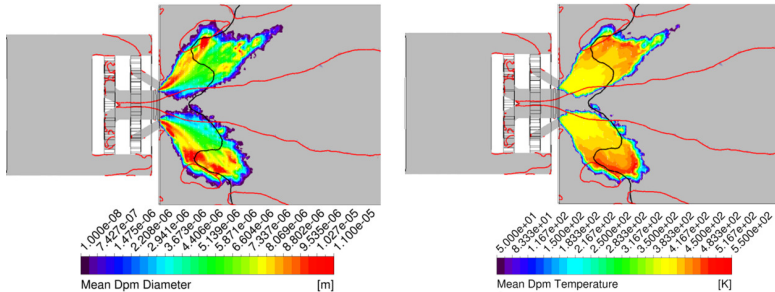 1.000e-08
7.427e-07
1.475e-06
2.208e-06
2.941e-06
3.673e-06
4.406e-06
5.139e-06
5.871e-06
6.604e-06
7.337e-06
8.069e-06
8.802e-06
9.535e-06
1.027e-05
1.100e-05
Mean Dpm Diameter [m]
5.000e+01
8.333e+01
1.167e+02
1.500e+02
1.833e+02
2.167e+02
2.500e+02
2.833e+02
3.167e+02
3.500e+02
3.833e+02
4.167e+02
4.500e+02
4.833e+02
5.167e+02
5.500e+02
Mean Dpm Temperature [K]